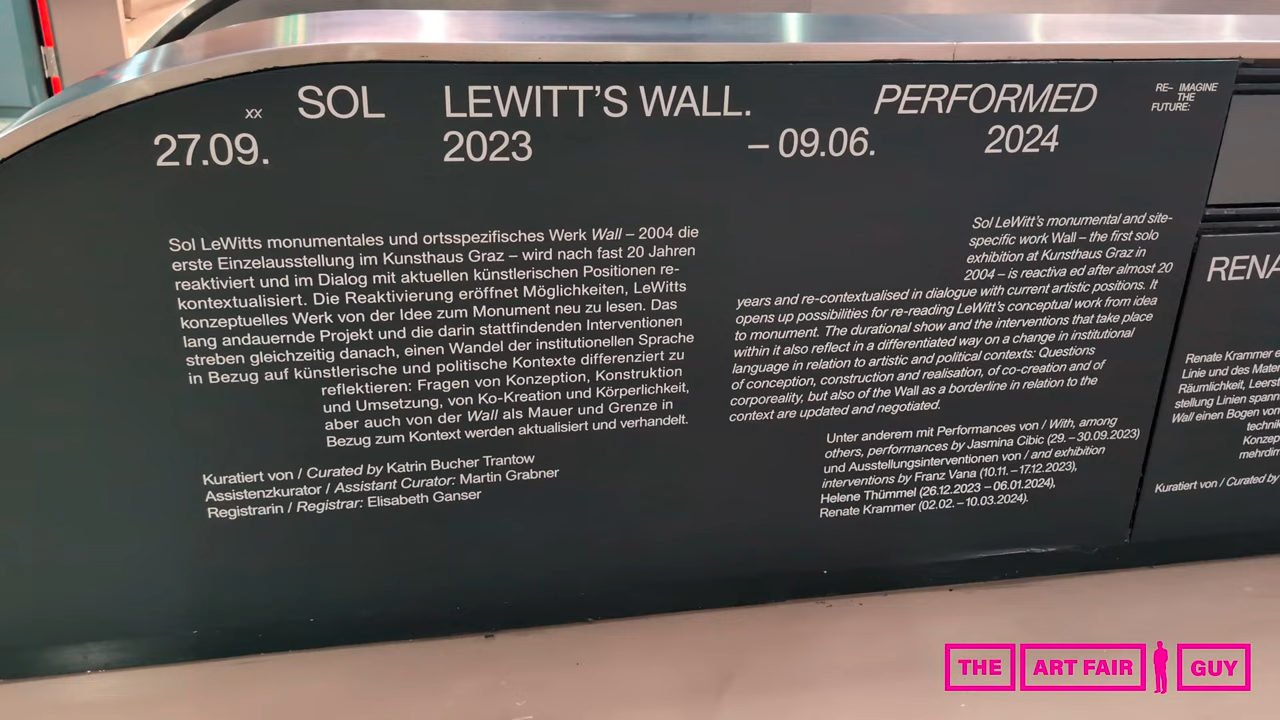 xx SOL LEWITT'S WALL. PERFORMED
27.09. 2023 – 09.06. 2024
RE– IMAGINE
THE
FUTURE:
Sol LeWitts monumentales und ortsspezifisches Werk Wall – 2004 die
erste Einzelausstellung im Kunsthaus Graz – wird nach fast 20 Jahren
reaktiviert und im Dialog mit aktuellen künstlerischen Positionen re-
kontextualisiert. Die Reaktivierung eröffnet Möglichkeiten, LeWitts
konzeptuelles Werk von der Idee zum Monument neu zu lesen. Das
lang andauernde Projekt und die darin stattfindenden Interventionen
streben gleichzeitig danach, einen Wandel der institutionellen Sprache
in Bezug auf künstlerische und politische Kontexte differenziert zu
reflektieren: Fragen von Konzeption, Konstruktion
und Umsetzung, von Ko-Kreation und Körperlichkeit,
aber auch von der Wall als Mauer und Grenze in
Bezug zum Kontext werden aktualisiert und verhandelt.
Kuratiert von / Curated by Katrin Bucher Trantow
Assistenzkurator / Assistant Curator: Martin Grabner
Registrarin / Registrar: Elisabeth Ganser
Sol LeWitt's monumental and site-
specific work Wall – the first solo
exhibition at Kunsthaus Graz in
2004 – is reactiva ed after almost 20
years and re-contextualised in dialogue with current artistic positions. It
opens up possibilities for re-reading LeWitt's conceptual work from idea
to monument. The durational show and the interventions that take place
within it also reflect in a differentiated way on a change in institutional
language in relation to artistic and political contexts: Questions
of conception, construction and realisation, of co-creation and of
corporeality, but also of the Wall as a borderline in relation to the
context are updated and negotiated.
Unter anderem mit Performances von / With, among
others, performances by Jasmina Cibic (29. – 30.09.2023)
und Ausstellungsinterventionen von / and exhibition
interventions by Franz Vana (10.11. – 17.12.2023),
Helene Thümmel (26.12.2023 – 06.01.2024),
Renate Krammer (02.02. – 10.03.2024).
RENA
Renate Krammer e
Linie und des Mater
Räumlichkeit, Leerst
stellung Linien spann
Wall einen Bogen von
technik
Konzep
mehrdim
Kuratiert von / Curated by
THE ART FAIR GUY